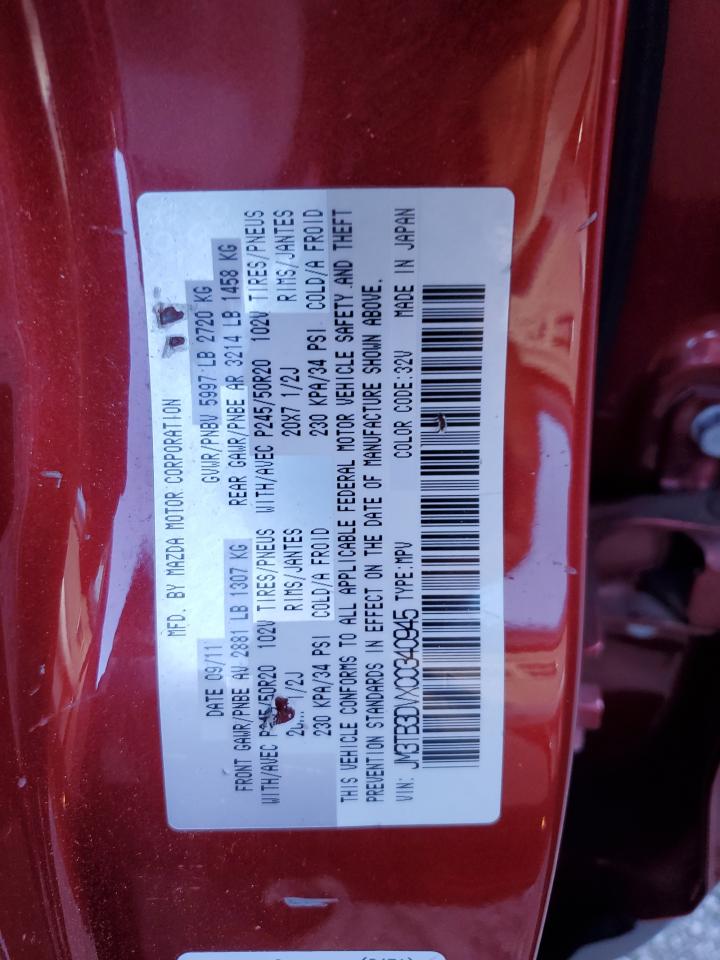 MFD. BY MAZDA MOTOR CORPORATION
DATE 09/11 GVWR/PNBV 5997 LB 2720 KG
FRONT GAWR/PNBE AV 2881 LB 1307 KG REAR GAWR/PNBE AR 3214 LB 1458 KG
WITH/AVEC P245/50R20 102V TIRES/PNEUS WITH/AVEC P245/50R20 102V TIRES/PNEUS
1/2J RIMS/JANTES 20X7 1/2J RIMS/JANTES
230 KPA/34 PSI COLD/A FROID 230 KPA/34 PSI COLD/A FROID
THIS VEHICLE CONFORMS TO ALL APPLICABLE FEDERAL MOTOR VEHICLE SAFETY AND THEFT
PREVENTION STANDARDS IN EFFECT ON THE DATE OF MANUFACTURE SHOWN ABOVE.
VIN: JM3TB3DVXC0340945 TYPE:MPV COLOR CODE:32V MADE IN JAPAN